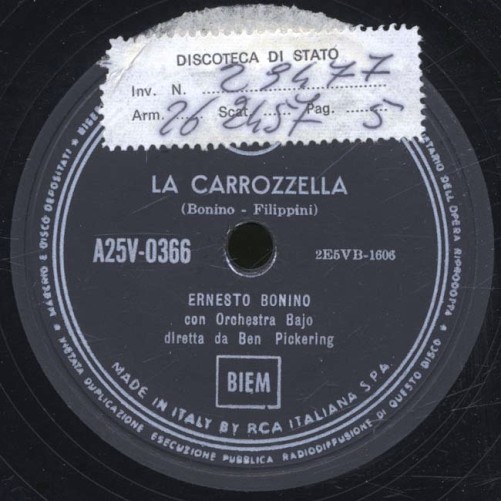 DISCOTECA DI STATO
Inv. N. 29477
Arm. 26 Scat. 2457 Pag. 5
LA CARROZZELLA
(Bonino - Filippini)
A25V-0366
2E5VB-1606
ERNESTO BONINO
con Orchestra Bajo
diretta da Ben Pickering
BIEM
MADE IN ITALY BY RCA ITALIANA S.P.A.
MARCHIO E DISCO DEPOSITATI • 
VIETATA DUPLICAZIONE ESECUZIONE PUBBLICA RADIODIFFUSIONE DI QUESTO DISCO •
DELL'OPERA RIPRODOTTA